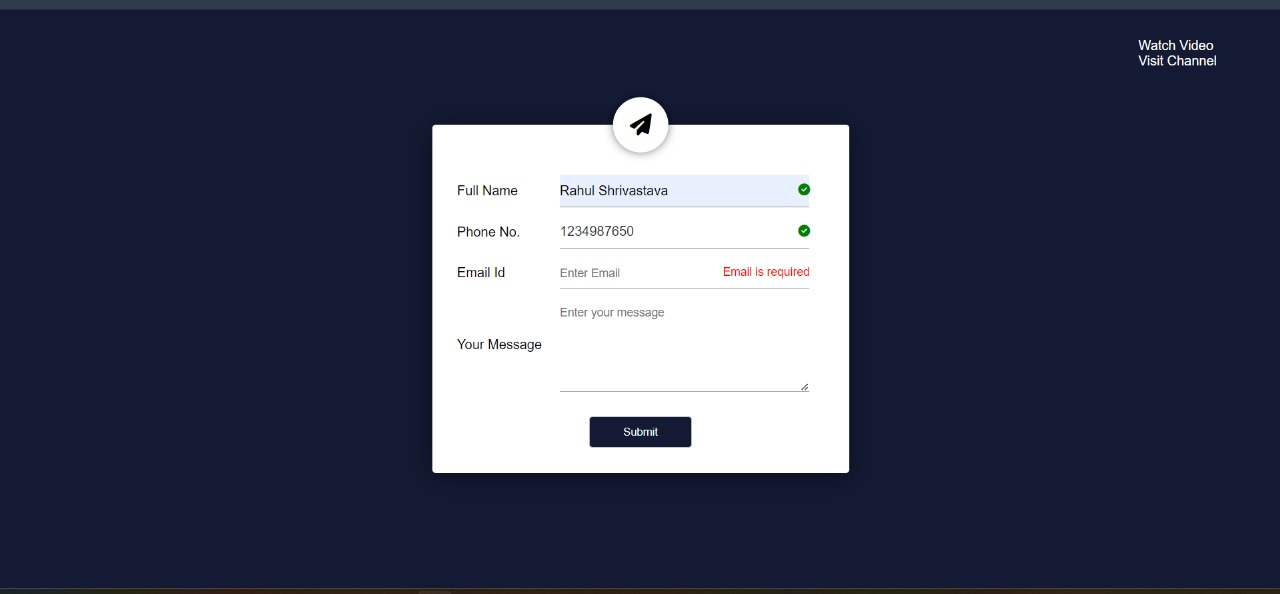 Watch Video
Visit Channel
Full Name Rahul Shrivastava
Phone No. 1234987650
Email Id Enter Email Email is required
Enter your message
Your Message
Submit